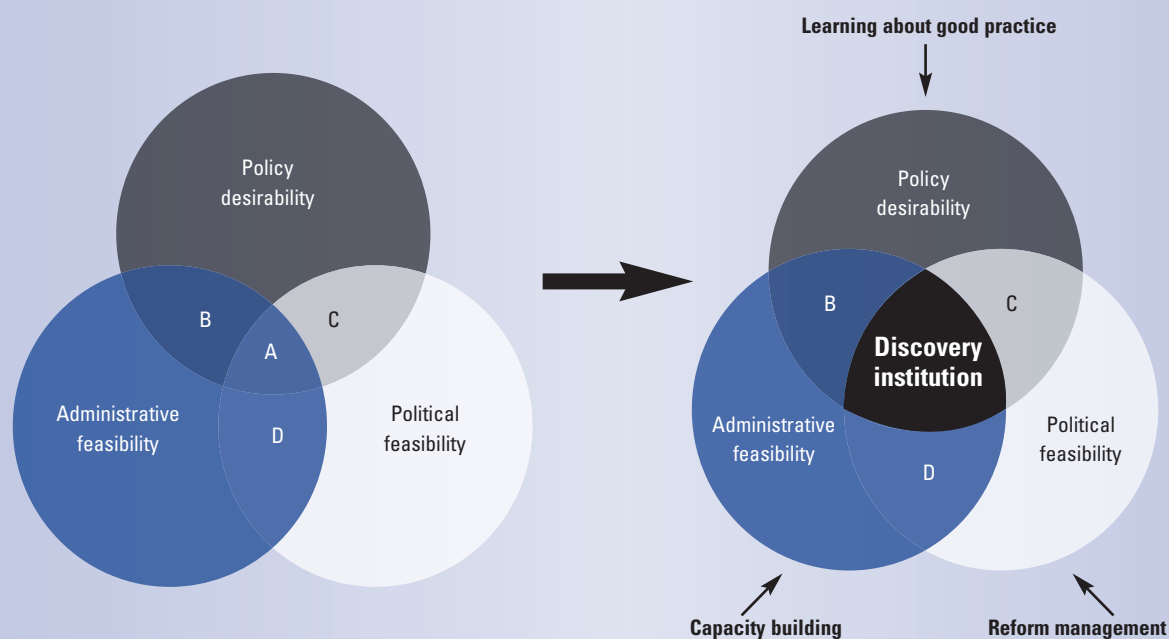 Policy
desirability
B
C
A
Administrative
feasibility
D
Political
feasibility
Learning about good practice
Policy
desirability
B
C
Discovery
institution
Administrative
feasibility
Political
feasibility
D
Capacity building
Reform management